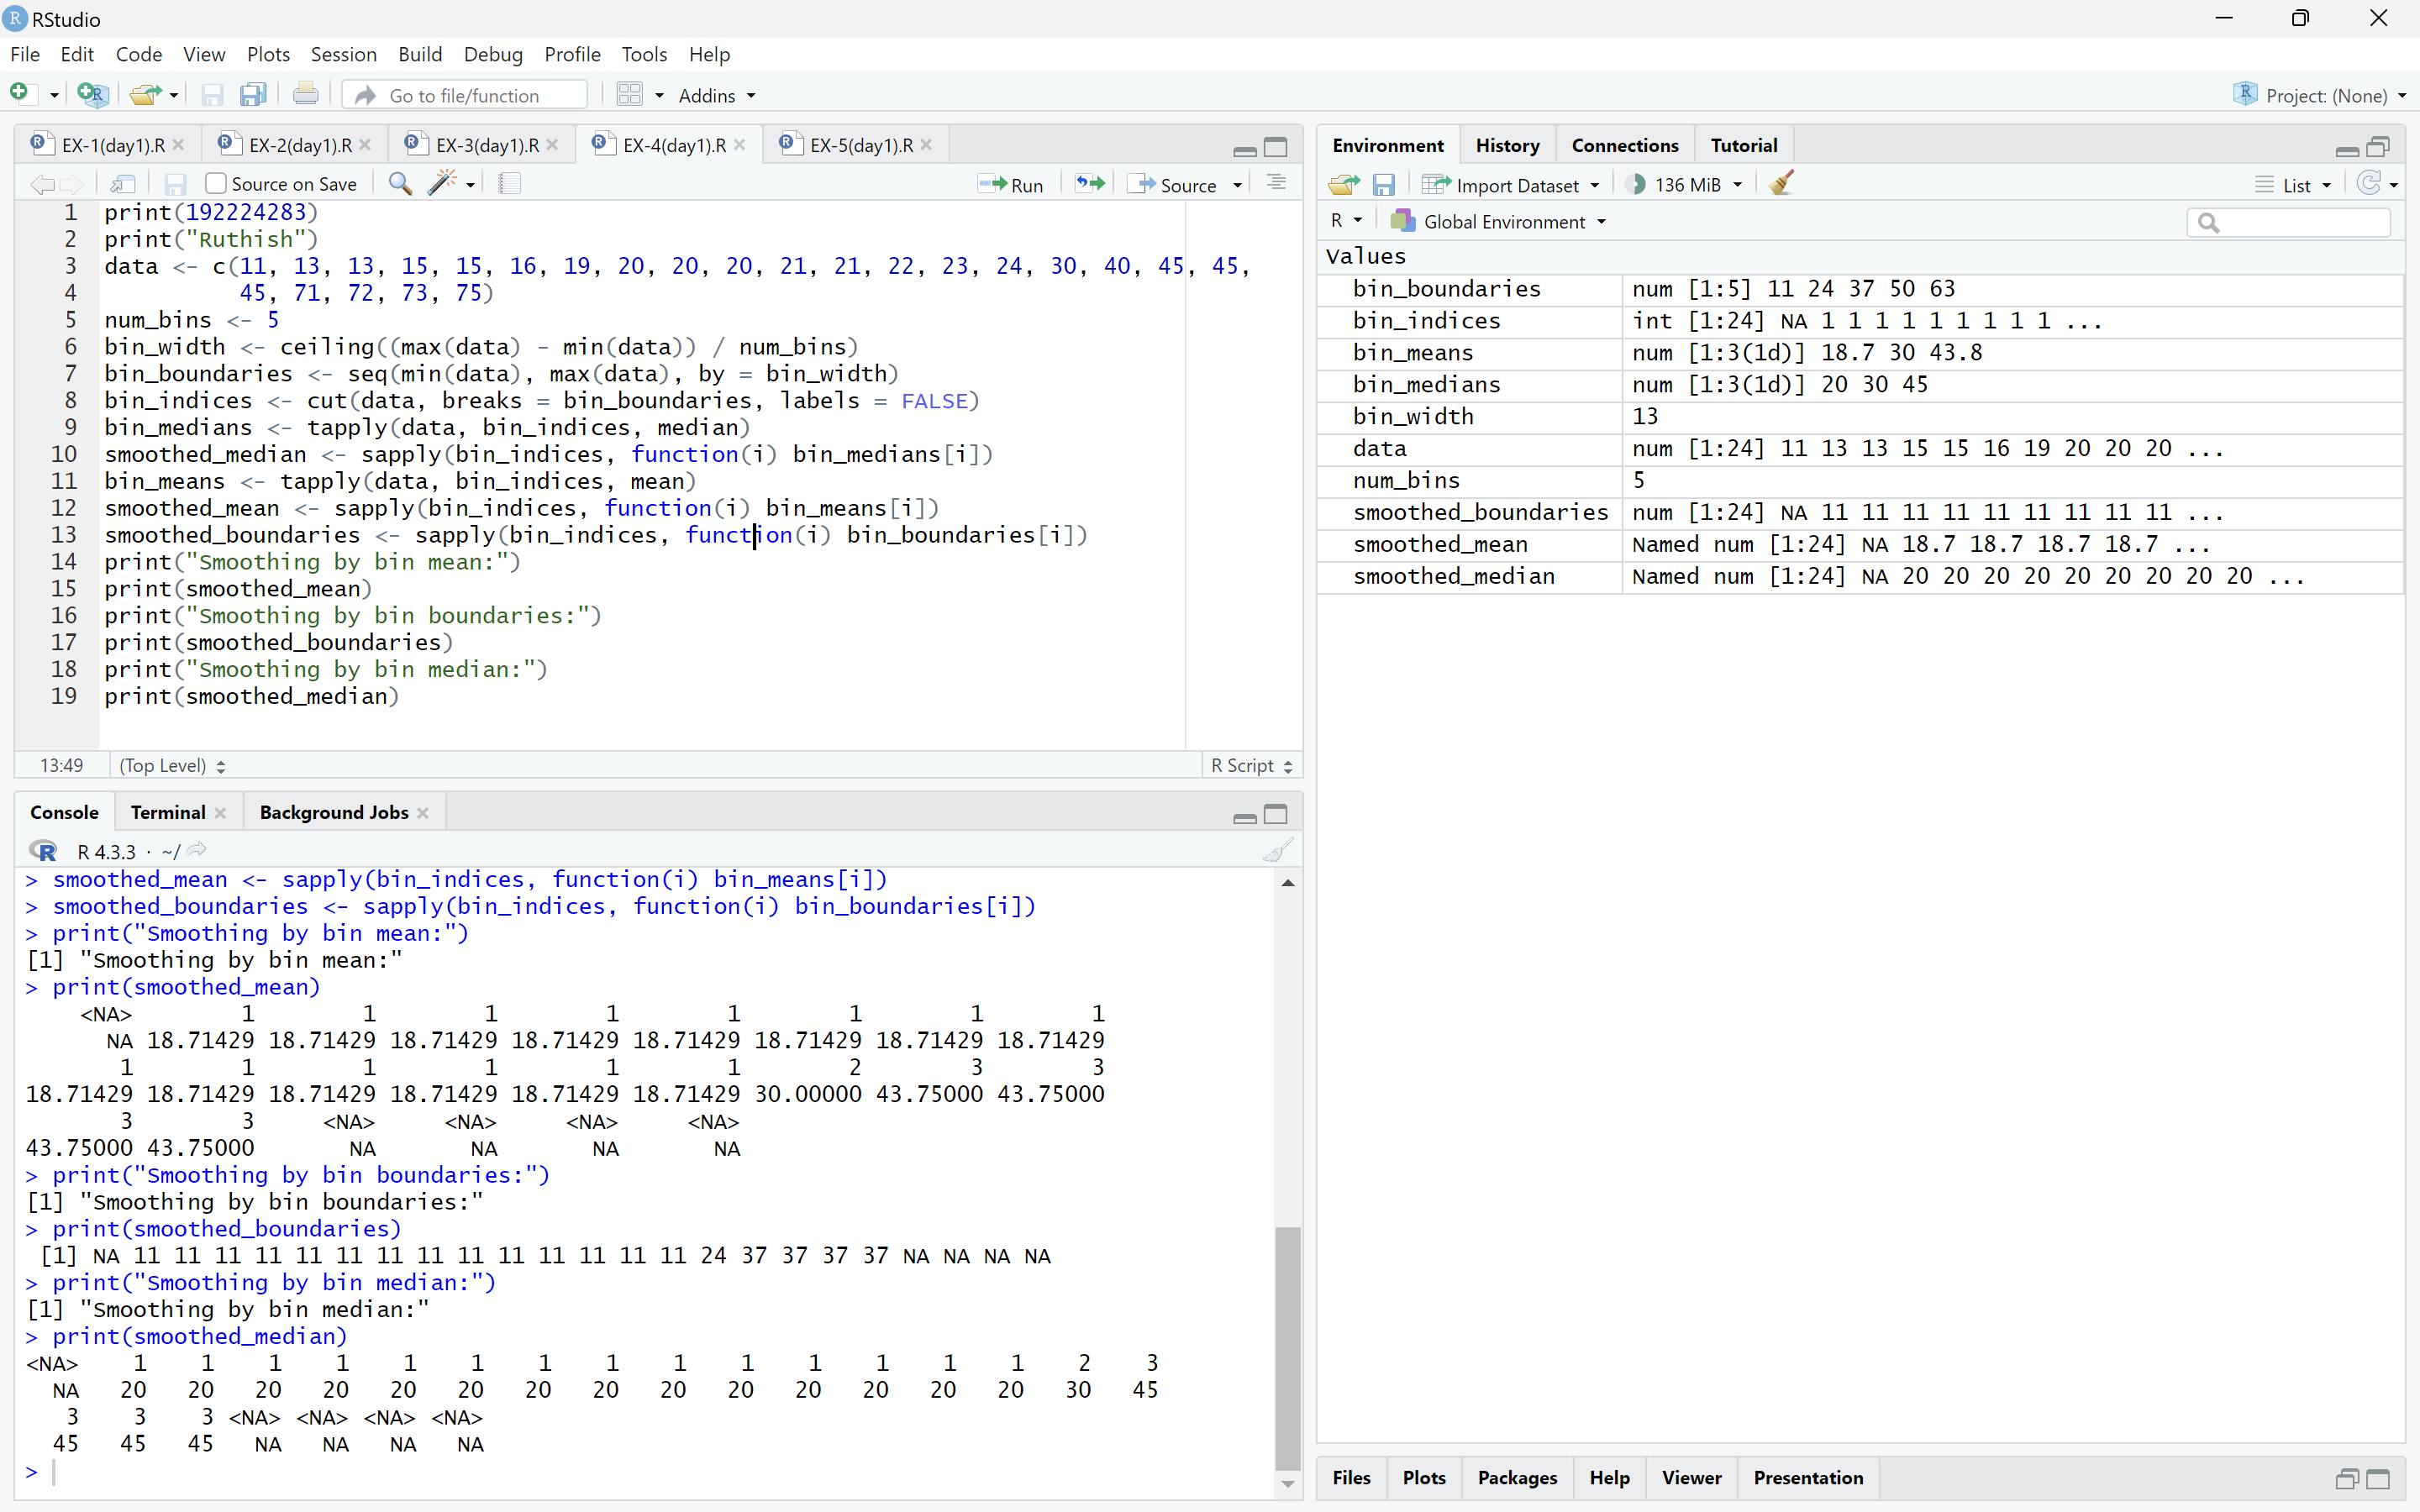 RStudio
File Edit Code View Plots Session Build Debug Profile Tools Help
Go to file/function Addins Project: (None)
EX-1(day1).R EX-2(day1).R EX-3(day1).R EX-4(day1).R EX-5(day1).R
Source on Save Run Source
1 print(192224283)
2 print("Ruthish")
3 data <- c(11, 13, 13, 15, 15, 16, 19, 20, 20, 20, 21, 21, 22, 23, 24, 30, 40, 45, 45,
4 45, 71, 72, 73, 75)
5 num_bins <- 5
6 bin_width <- ceiling((max(data) - min(data)) / num_bins)
7 bin_boundaries <- seq(min(data), max(data), by = bin_width)
8 bin_indices <- cut(data, breaks = bin_boundaries, labels = FALSE)
9 bin_medians <- tapply(data, bin_indices, median)
10 smoothed_median <- sapply(bin_indices, function(i) bin_medians[i])
11 bin_means <- tapply(data, bin_indices, mean)
12 smoothed_mean <- sapply(bin_indices, function(i) bin_means[i])
13 smoothed_boundaries <- sapply(bin_indices, function(i) bin_boundaries[i])
14 print("Smoothing by bin mean:")
15 print(smoothed_mean)
16 print("Smoothing by bin boundaries:")
17 print(smoothed_boundaries)
18 print("Smoothing by bin median:")
19 print(smoothed_median)
13:49 (Top Level) R Script
Console Terminal Background Jobs
R 4.3.3 · ~/
> smoothed_mean <- sapply(bin_indices, function(i) bin_means[i])
> smoothed_boundaries <- sapply(bin_indices, function(i) bin_boundaries[i])
> print("Smoothing by bin mean:")
[1] "Smoothing by bin mean:"
> print(smoothed_mean)
<NA> 1 1 1 1 1 1 1 1
NA 18.71429 18.71429 18.71429 18.71429 18.71429 18.71429 18.71429 18.71429
1 1 1 1 1 1 2 3 3
18.71429 18.71429 18.71429 18.71429 18.71429 18.71429 30.00000 43.75000 43.75000
3 3 <NA> <NA> <NA> <NA>
43.75000 43.75000 NA NA NA NA
> print("Smoothing by bin boundaries:")
[1] "Smoothing by bin boundaries:"
> print(smoothed_boundaries)
[1] NA 11 11 11 11 11 11 11 11 11 11 11 11 11 11 24 37 37 37 37 NA NA NA NA
> print("Smoothing by bin median:")
[1] "Smoothing by bin median:"
> print(smoothed_median)
<NA> 1 1 1 1 1 1 1 1 1 1 1 1 1 1 2 3
NA 20 20 20 20 20 20 20 20 20 20 20 20 20 20 30 45
3 3 3 <NA> <NA> <NA> <NA>
45 45 45 NA NA NA NA
>
Environment History Connections Tutorial
Import Dataset 136 MiB List
R Global Environment
Values
bin_boundaries num [1:5] 11 24 37 50 63
bin_indices int [1:24] NA 1 1 1 1 1 1 1 1 1 ...
bin_means num [1:3(1d)] 18.7 30 43.8
bin_medians num [1:3(1d)] 20 30 45
bin_width 13
data num [1:24] 11 13 13 15 15 16 19 20 20 20 ...
num_bins 5
smoothed_boundaries num [1:24] NA 11 11 11 11 11 11 11 11 11 ...
smoothed_mean Named num [1:24] NA 18.7 18.7 18.7 18.7 ...
smoothed_median Named num [1:24] NA 20 20 20 20 20 20 20 20 20 ...
Files Plots Packages Help Viewer Presentation